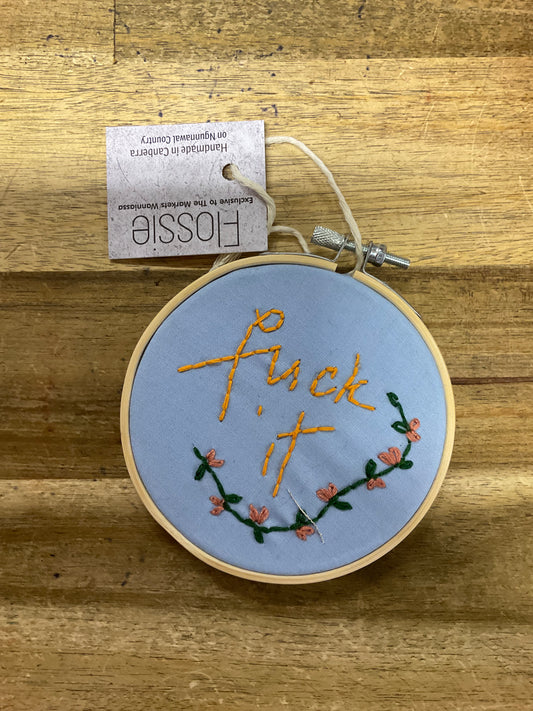 Flossie
Exclusive to The Markets Wanniassa
Handmade in Canberra
on Ngunnawal Country
fuck
it